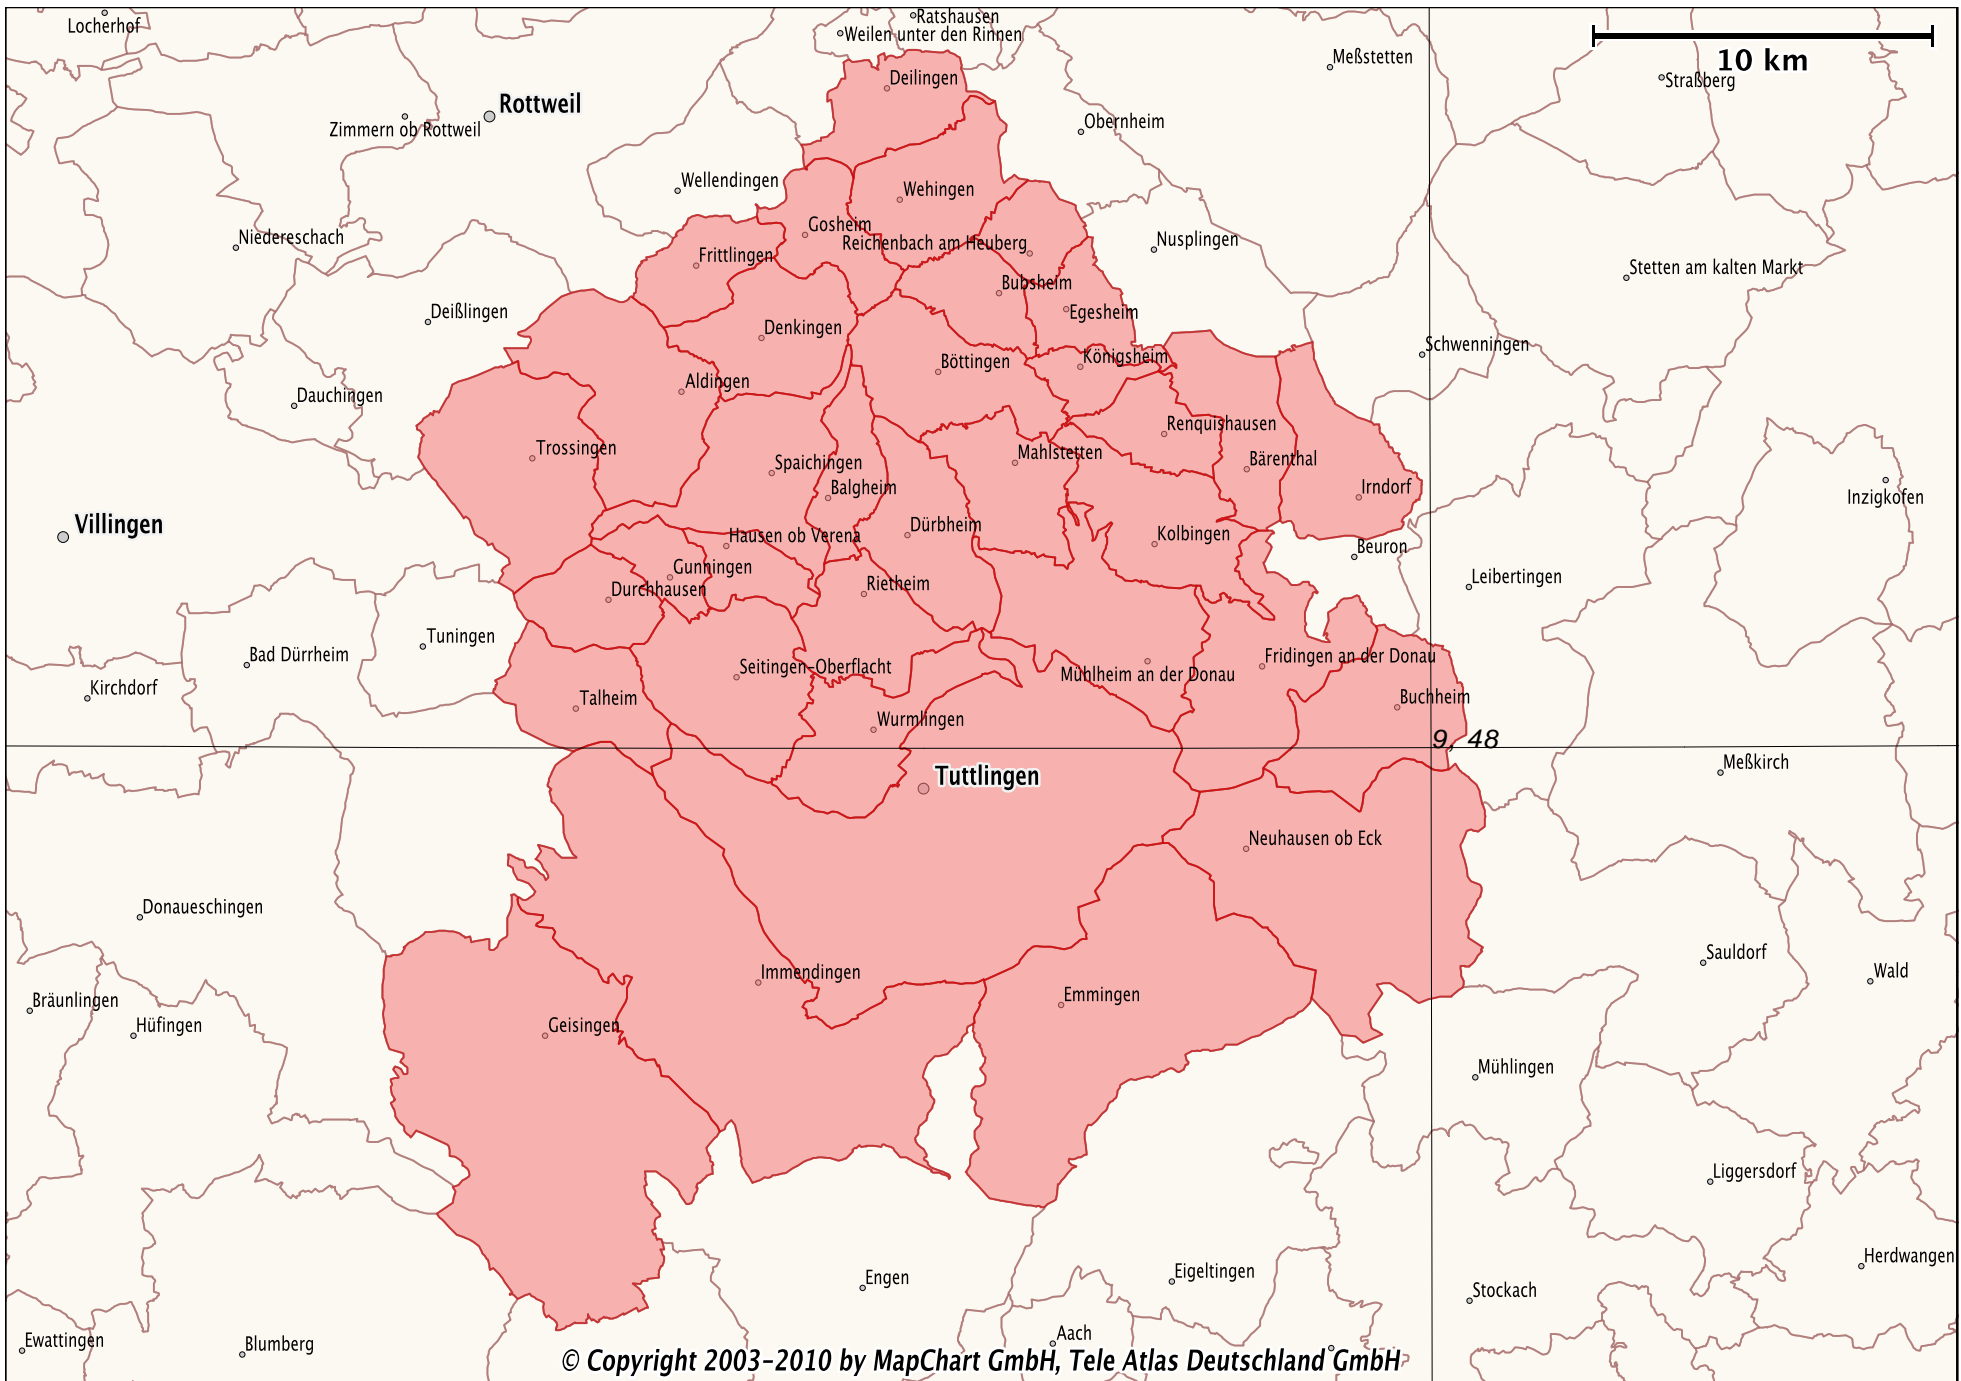 Ratshausen
Locherhof
Weilen unter den Rinnen
Meßstetten
10 km
Deilingen
Straßberg
Rottweil
Zimmern ob Rottweil
Obernheim
Wellendingen
Wehingen
Gosheim
Niedereschach
Reichenbach am Heuberg
Nusplingen
Frittlingen
Stetten am kalten Markt
Bubsheim
Deißlingen
Egesheim
Denkingen
Schwenningen
Königsheim
Böttingen
Aldingen
Dauchingen
Renquishausen
Trossingen
Mahlstetten
Bärenthal
Spaichingen
Balgheim
Irndorf
Inzigkofen
Villingen
Dürbheim
Hausen ob Verena
Kolbingen
Beuron
Gunningen
Leibertingen
Rietheim
Durchhausen
Tuningen
Bad Dürrheim
Fridingen an der Donau
Seitingen-Oberflacht
Mühlheim an der Donau
Kirchdorf
Talheim
Buchheim
Wurmlingen
9, 48
Meßkirch
Tuttlingen
Neuhausen ob Eck
Donaueschingen
Sauldorf
Immendingen
Wald
Emmingen
Bräunlingen
Hüfingen
Geisingen
Mühlingen
Liggersdorf
Herdwangen
Eigeltingen
Engen
Stockach
Aach
Ewattingen
Blumberg
© Copyright 2003-2010 by MapChart GmbH, Tele Atlas Deutschland GmbH